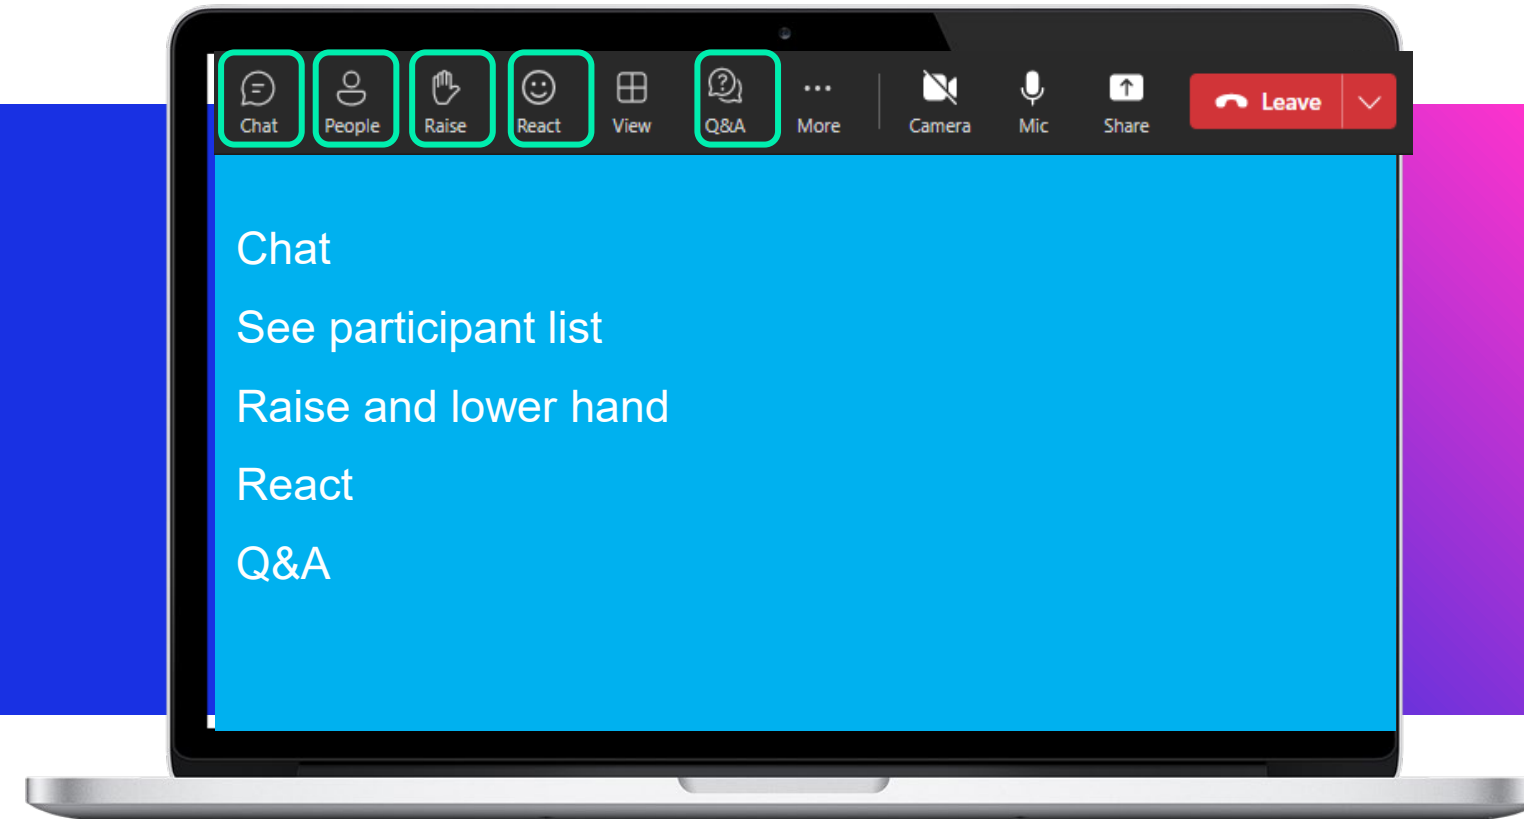 Chat People Raise React View Q&A More Camera Mic Share Leave
Chat
See participant list
Raise and lower hand
React
Q&A